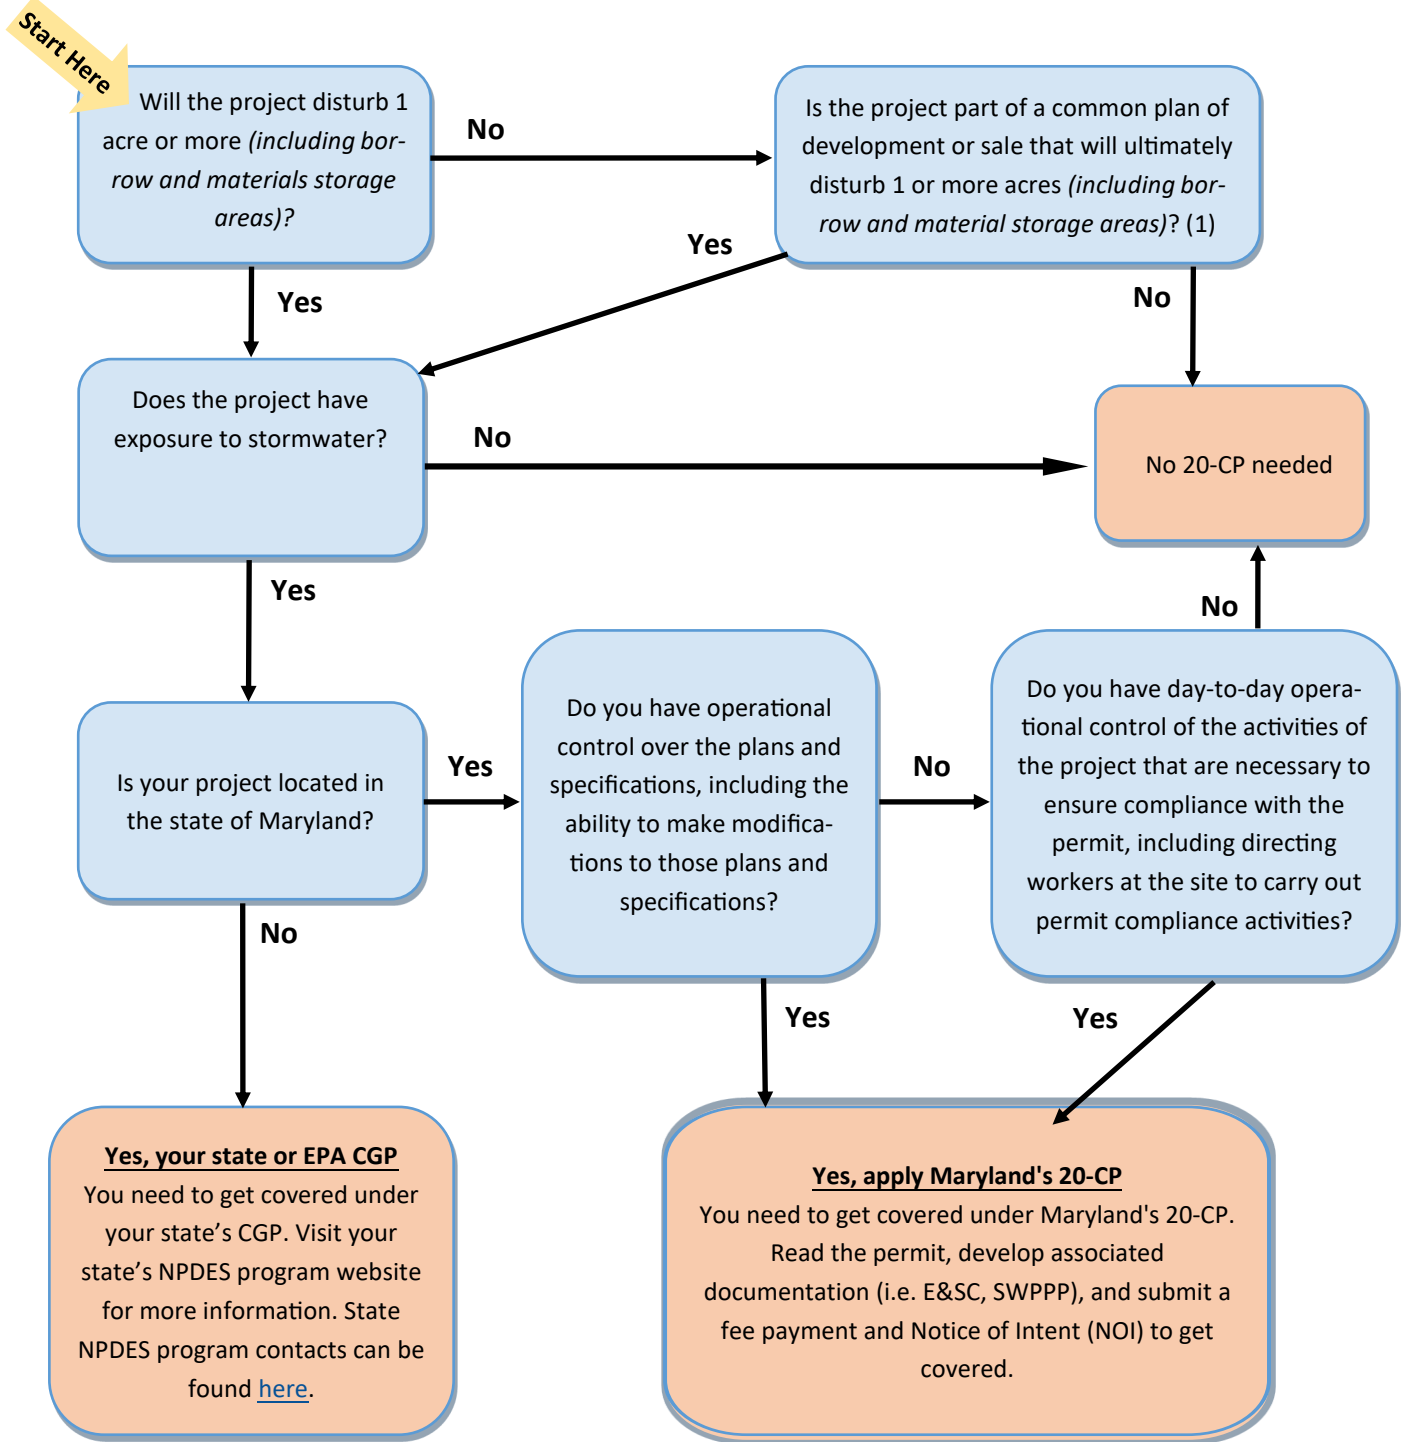 Start Here
Will the project disturb 1
acre or more (including bor-
row and materials storage
areas)?
No
Is the project part of a common plan of
development or sale that will ultimately
disturb 1 or more acres (including bor-
row and material storage areas)? (1)
Yes
Yes
No
Does the project have
exposure to stormwater?
No
No 20-CP needed
Yes
No
Is your project located in
the state of Maryland?
Yes
Do you have operational
control over the plans and
specifications, including the
ability to make modifica-
tions to those plans and
specifications?
No
Do you have day-to-day opera-
tional control of the activities of
the project that are necessary to
ensure compliance with the
permit, including directing
workers at the site to carry out
permit compliance activities?
No
Yes
Yes
Yes, your state or EPA CGP
You need to get covered under
your state’s CGP. Visit your
state’s NPDES program website
for more information. State
NPDES program contacts can be
found here.
Yes, apply Maryland's 20-CP
You need to get covered under Maryland's 20-CP.
Read the permit, develop associated
documentation (i.e. E&SC, SWPPP), and submit a
fee payment and Notice of Intent (NOI) to get
covered.